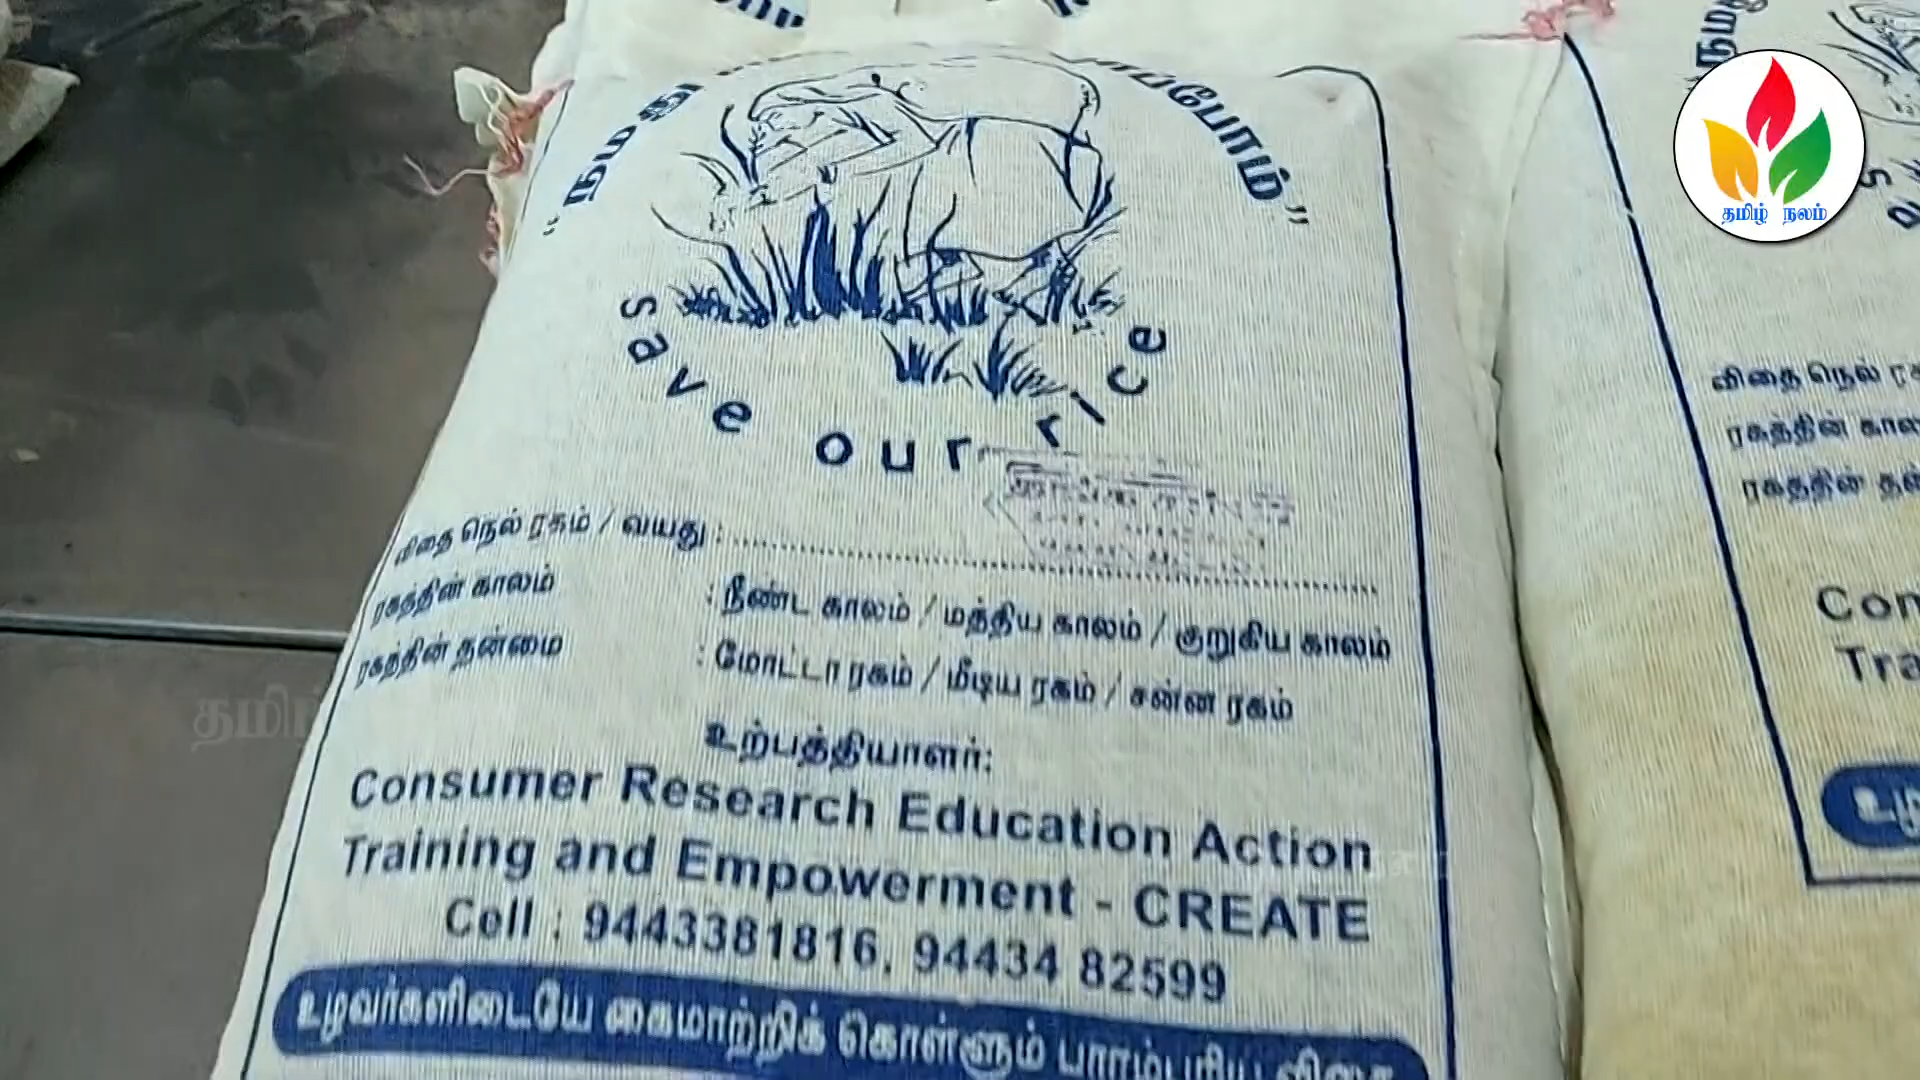 save our rice
விதை நெல் ரகம் / வயது :
ரகத்தின் காலம் : நீண்ட காலம் / மத்திய காலம் / குறுகிய காலம்
ரகத்தின் தன்மை : மோட்டா ரகம் / மீடிய ரகம் / சன்ன ரகம்
உற்பத்தியாளர்:
Consumer Research Education Action
Training and Empowerment - CREATE
Cell : 9443381816, 94434 82599
உழவர்களிடையே கைமாற்றிக் கொள்ளும் பாரம்பரிய விதை
தமிழ் நலம்
விதை நெல்
ரகத்தின்
ரகத்தின்